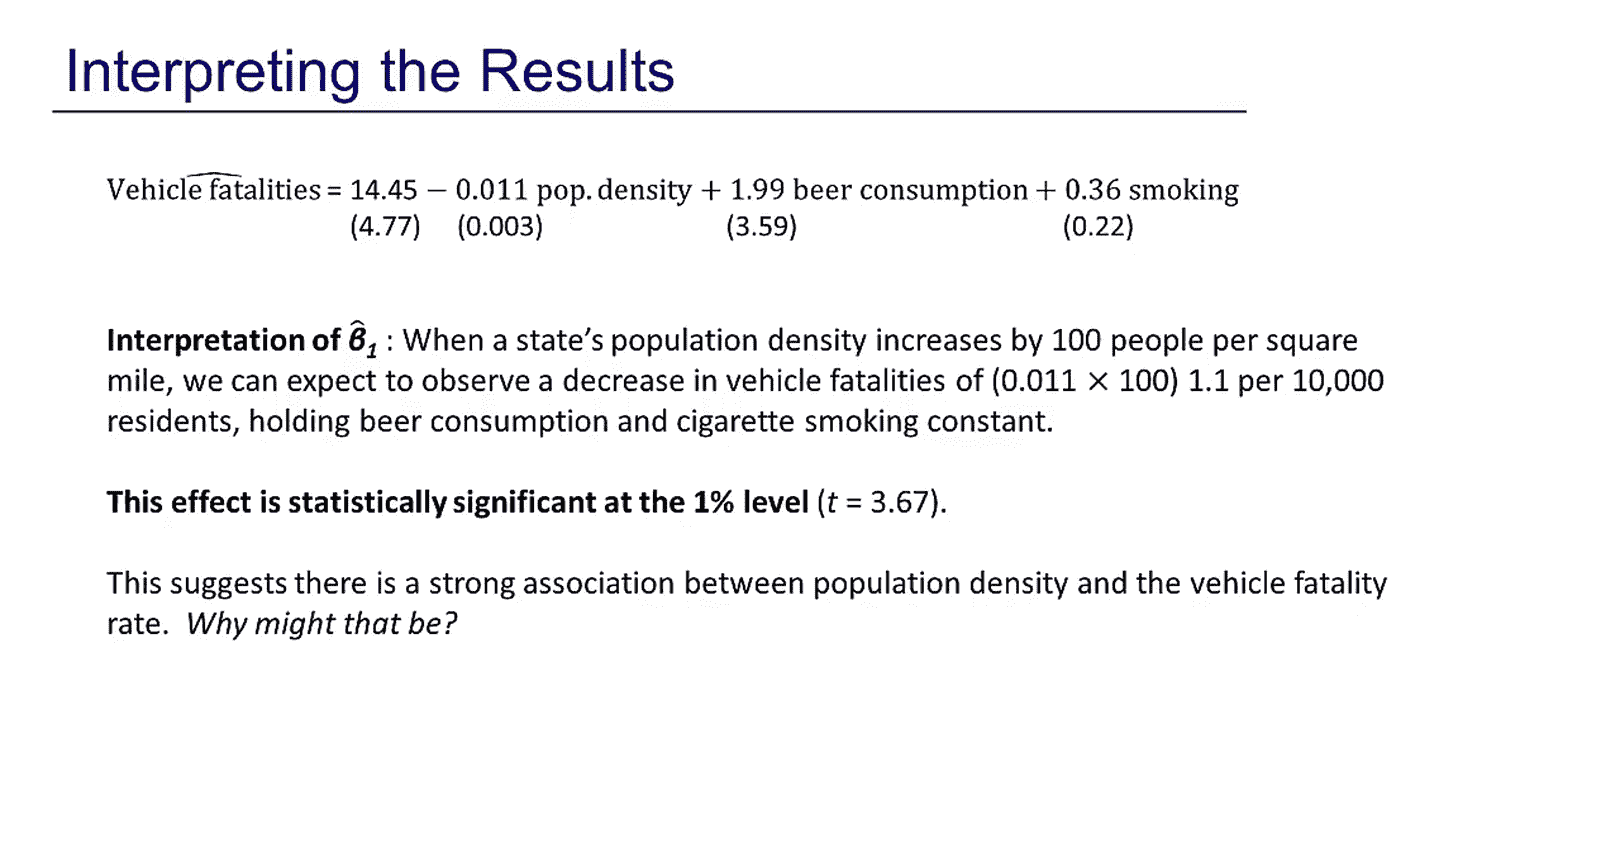 Interpreting the Results
Vehicle fatalities = 14.45 − 0.011 pop. density + 1.99 beer consumption + 0.36 smoking
(4.77) (0.003) (3.59) (0.22)
Interpretation of β̂₁ : When a state’s population density increases by 100 people per square
mile, we can expect to observe a decrease in vehicle fatalities of (0.011 × 100) 1.1 per 10,000
residents, holding beer consumption and cigarette smoking constant.
This effect is statistically significant at the 1% level (t = 3.67).
This suggests there is a strong association between population density and the vehicle fatality
rate. Why might that be?